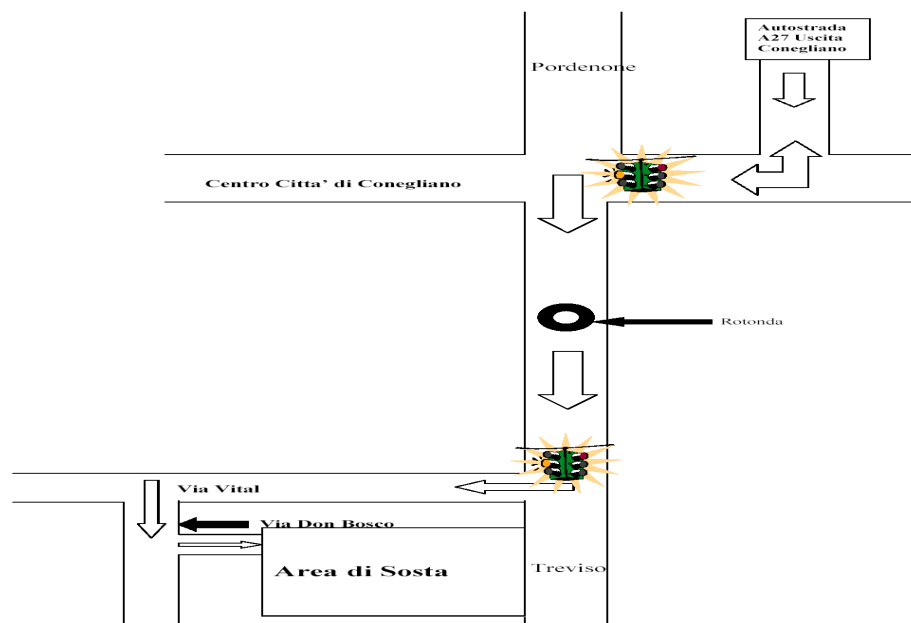 Autostrada
A27 Uscita
Conegliano
Pordenone
Centro Citta' di Conegliano
Rotonda
Via Vital
Via Don Bosco
Area di Sosta
Treviso